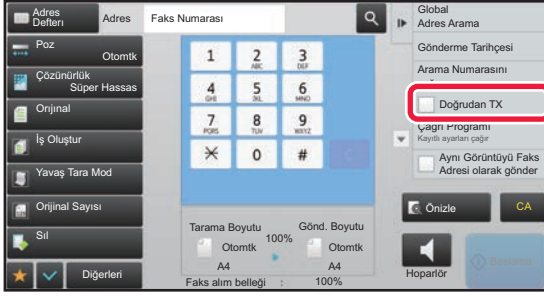 Adres
Defteri
Adres
Faks Numarası
Poz
Otomtk
Çözünürlük
Süper Hassas
Orıjınal
İş Oluştur
Yavaş Tara Mod
Orijinal Sayısı
Sıl
Diğerleri
1
2
ABC
3
DEF
4
GHI
5
JKL
6
MNO
7
PQRS
8
TUV
9
WXYZ
0
#
C
Tarama Boyutu
Gönd. Boyutu
100%
Otomtk
Otomtk
A4
A4
Faks alım belleği : 100%
Global
Adres Arama
Gönderme Tarihçesi
Arama Numarasını
Doğrudan TX
Çağrı Programı
Kayıtlı ayarları çağır
Aynı Görüntüyü Faks
Adresi olarak gönder
Önizle
CA
Hoparlör